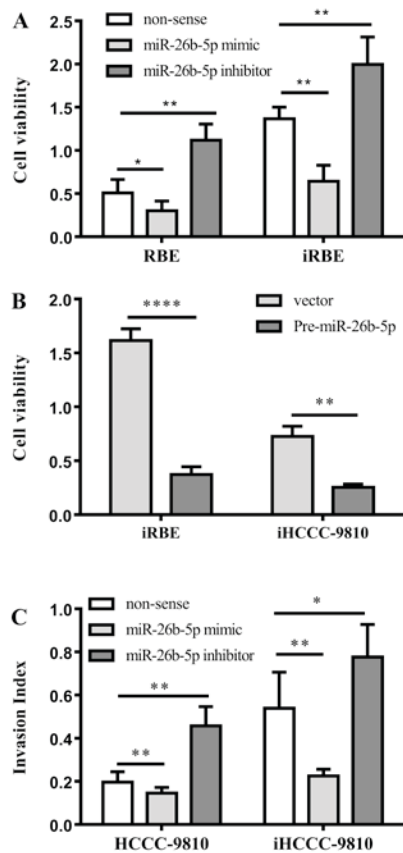 A
non-sense
miR-26b-5p mimic
miR-26b-5p inhibitor
Cell viability
2.5
2.0
1.5
1.0
0.5
0.0
*
**
**
**
RBE
iRBE
B
vector
Pre-miR-26b-5p
Cell viability
2.0
1.5
1.0
0.5
0.0
****
**
iRBE
iHCCC-9810
C
non-sense
miR-26b-5p mimic
miR-26b-5p inhibitor
Invasion Index
1.0
0.8
0.6
0.4
0.2
0.0
**
**
**
*
HCCC-9810
iHCCC-9810